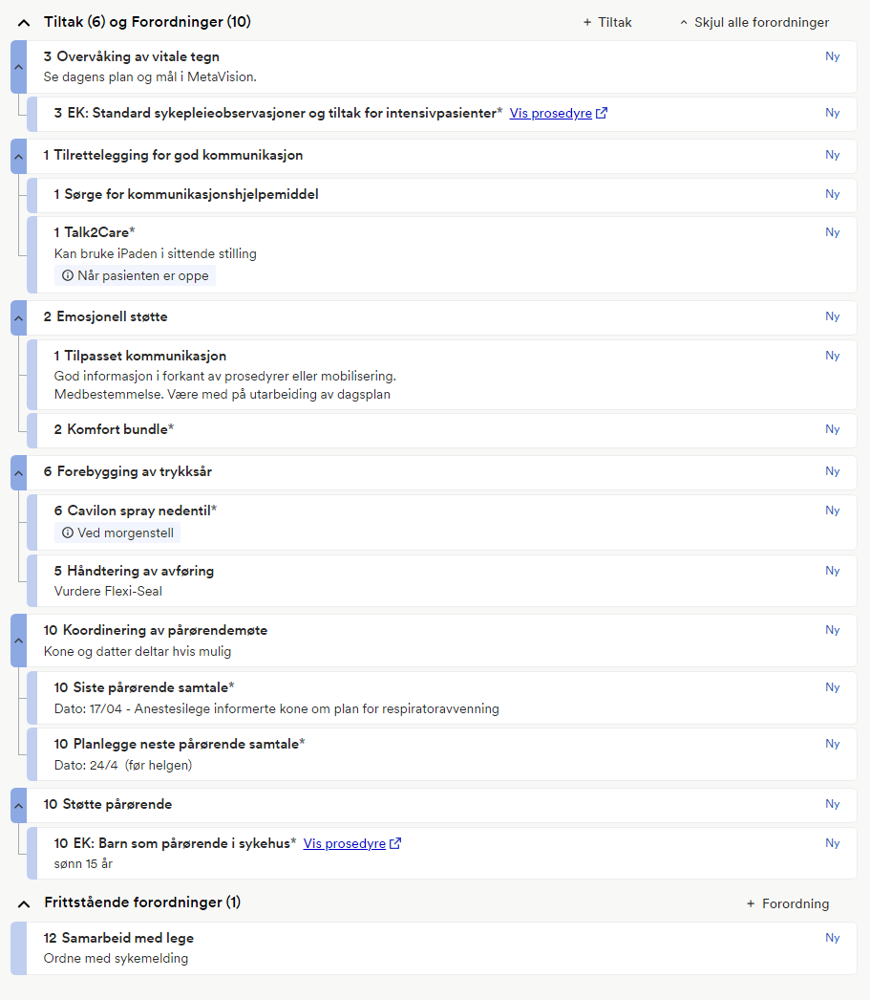 Tiltak (6) og Forordninger (10)
+ Tiltak
Skjul alle forordninger
3 Overvåking av vitale tegn
Ny
Se dagens plan og mål i MetaVision.
3 EK: Standard sykepleieobservasjoner og tiltak for intensivpasienter* Vis prosedyre
Ny
1 Tilrettelegging for god kommunikasjon
Ny
1 Sørge for kommunikasjonshjelpemiddel
Ny
1 Talk2Care*
Ny
Kan bruke iPaden i sittende stilling
Når pasienten er oppe
2 Emosjonell støtte
Ny
1 Tilpasset kommunikasjon
Ny
God informasjon i forkant av prosedyrer eller mobilisering.
Medbestemmelse. Være med på utarbeiding av dagsplan
2 Komfort bundle*
Ny
6 Forebygging av trykksår
Ny
6 Cavilon spray nedentil*
Ny
Ved morgenstell
5 Håndtering av avføring
Ny
Vurdere Flexi-Seal
10 Koordinering av pårørendemøte
Ny
Kone og datter deltar hvis mulig
10 Siste pårørende samtale*
Ny
Dato: 17/04 - Anestesilege informerte kone om plan for respiratoravvenning
10 Planlegge neste pårørende samtale*
Ny
Dato: 24/4 (før helgen)
10 Støtte pårørende
Ny
10 EK: Barn som pårørende i sykehus* Vis prosedyre
Ny
sønn 15 år
Frittstående forordninger (1)
+ Forordning
12 Samarbeid med lege
Ny
Ordne med sykemelding